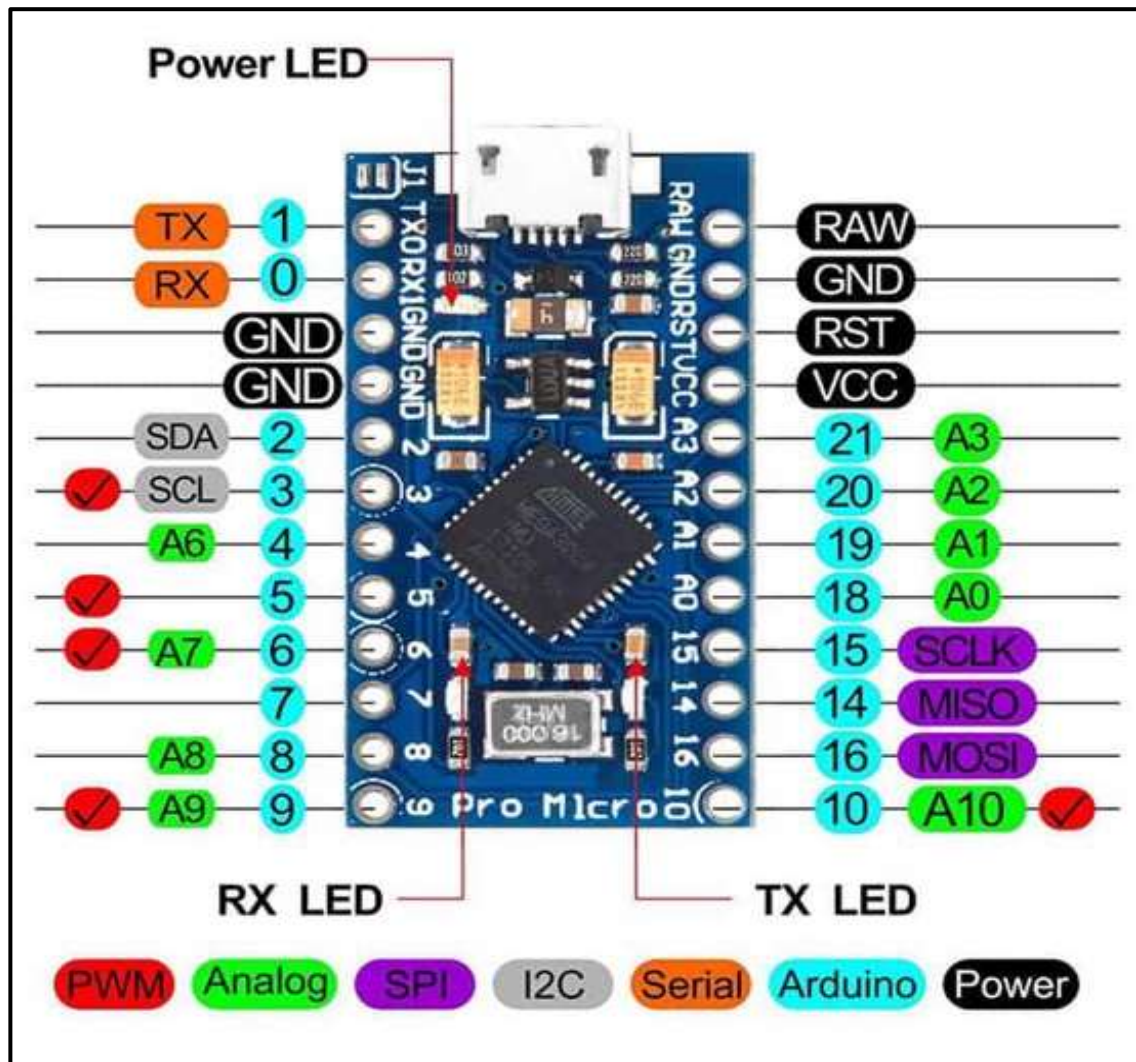 Power LED
J1
TX 1 TXO RAW RAW
RX 0 RX1 GND GND
GND GND RST RST
GND GND VCC VCC
SDA 2 2 A3 21 A3
SCL 3 3 A2 20 A2
A6 4 4 A1 19 A1
5 5 A0 18 A0
A7 6 6 15 15 SCLK
7 7 14 14 MISO
A8 8 8 16 16 MOSI
A9 9 9 Pro Micro 10 10 A10
ATMEL
16.000
MHz
RX LED TX LED
PWM Analog SPI I2C Serial Arduino Power